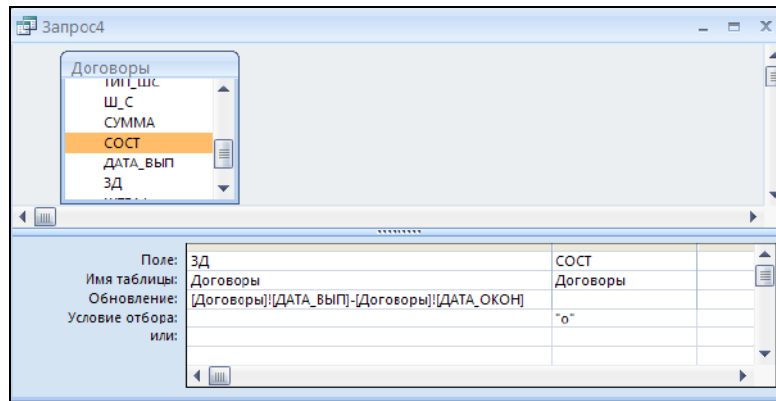 Запрос4
Договоры
ТИП_ШС
Ш_С
СУММА
СОСТ
ДАТА_ВЫП
ЗД
Поле: ЗД СОСТ
Имя таблицы: Договоры Договоры
Обновление: [Договоры]![ДАТА_ВЫП]-[Договоры]![ДАТА_ОКОН]
Условие отбора: "о"
или: